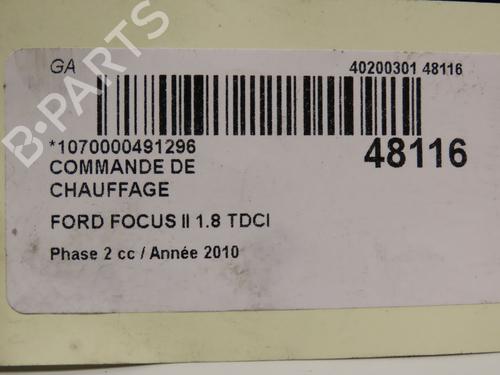 GA
40200301 48116
*1070000491296
48116
COMMANDE DE
CHAUFFAGE
FORD FOCUS II 1.8 TDCI
Phase 2 cc / Année 2010
B-PARTS